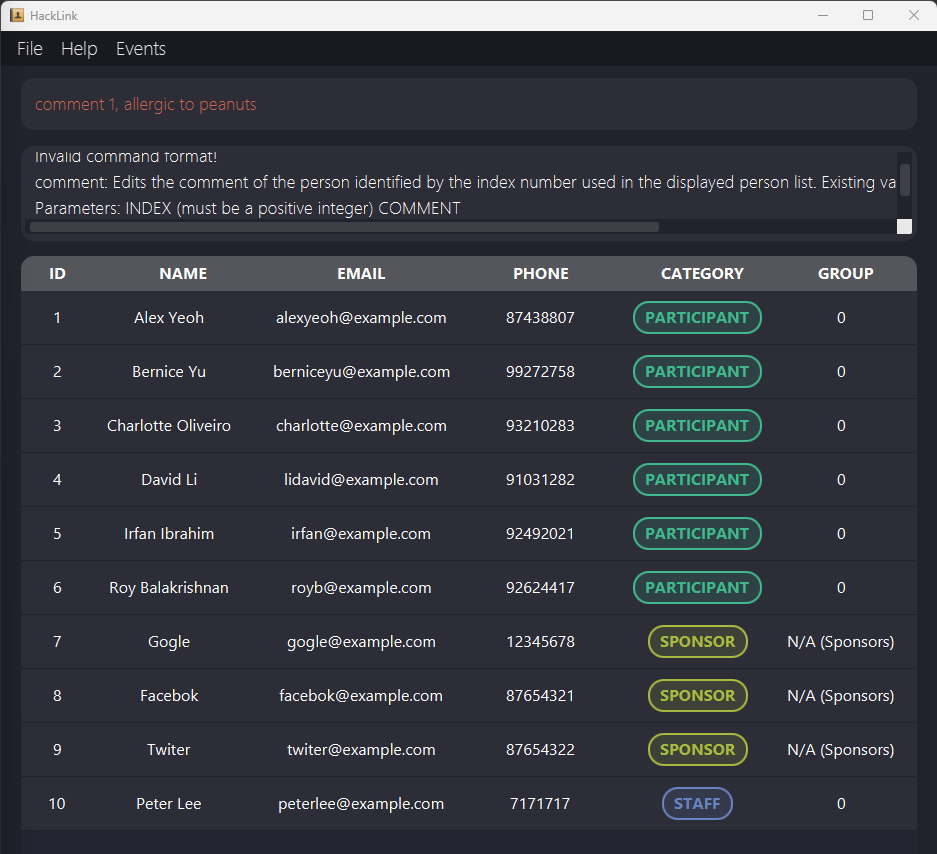 HackLink
File Help Events
comment 1, allergic to peanuts
Invalid command format!
comment: Edits the comment of the person identified by the index number used in the displayed person list. Existing va
Parameters: INDEX (must be a positive integer) COMMENT
ID NAME EMAIL PHONE CATEGORY GROUP
1 Alex Yeoh alexyeoh@example.com 87438807 PARTICIPANT 0
2 Bernice Yu berniceyu@example.com 99272758 PARTICIPANT 0
3 Charlotte Oliveiro charlotte@example.com 93210283 PARTICIPANT 0
4 David Li lidavid@example.com 91031282 PARTICIPANT 0
5 Irfan Ibrahim irfan@example.com 92492021 PARTICIPANT 0
6 Roy Balakrishnan royb@example.com 92624417 PARTICIPANT 0
7 Gogle gogle@example.com 12345678 SPONSOR N/A (Sponsors)
8 Facebok facebok@example.com 87654321 SPONSOR N/A (Sponsors)
9 Twiter twiter@example.com 87654322 SPONSOR N/A (Sponsors)
10 Peter Lee peterlee@example.com 7171717 STAFF 0